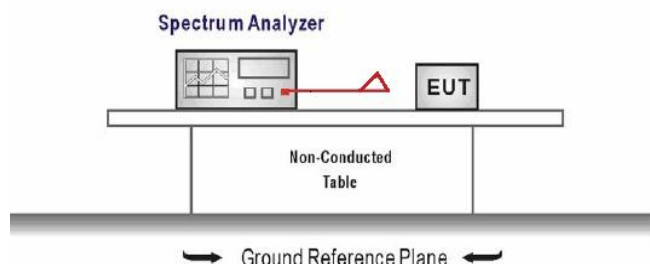 Spectrum Analyzer
EUT
Non-Conducted
Table
Ground Reference Plane